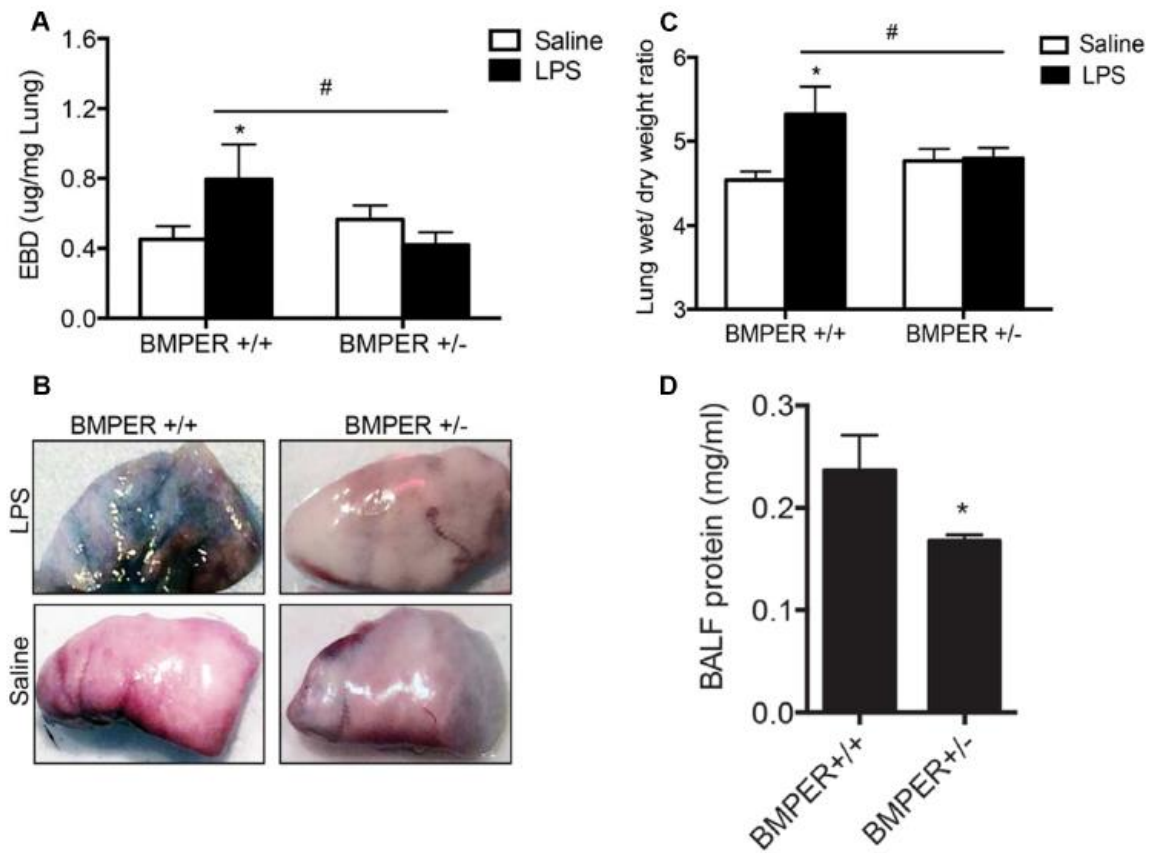 A
1.6
1.2
0.8
0.4
0.0
EBD (ug/mg Lung)
Saline
LPS
#
*
BMPER +/+
BMPER +/-
B
BMPER +/+
BMPER +/-
LPS
Saline
C
6
5
4
3
Lung wet/ dry weight ratio
Saline
LPS
#
*
BMPER +/+
BMPER +/-
D
0.3
0.2
0.1
0.0
BALF protein (mg/ml)
*
BMPER+/+
BMPER+/-